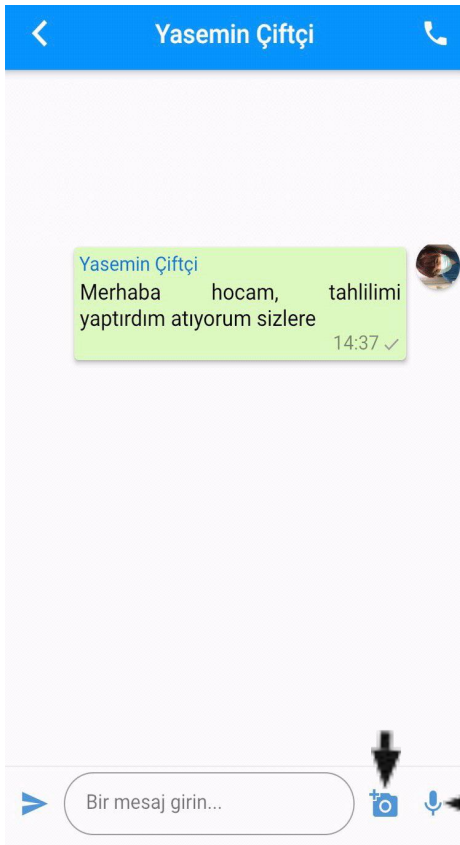 Yasemin Çiftçi
Yasemin Çiftçi
Merhaba hocam, tahlilimi
yaptırdım atıyorum sizlere
14:37
Bir mesaj girin...